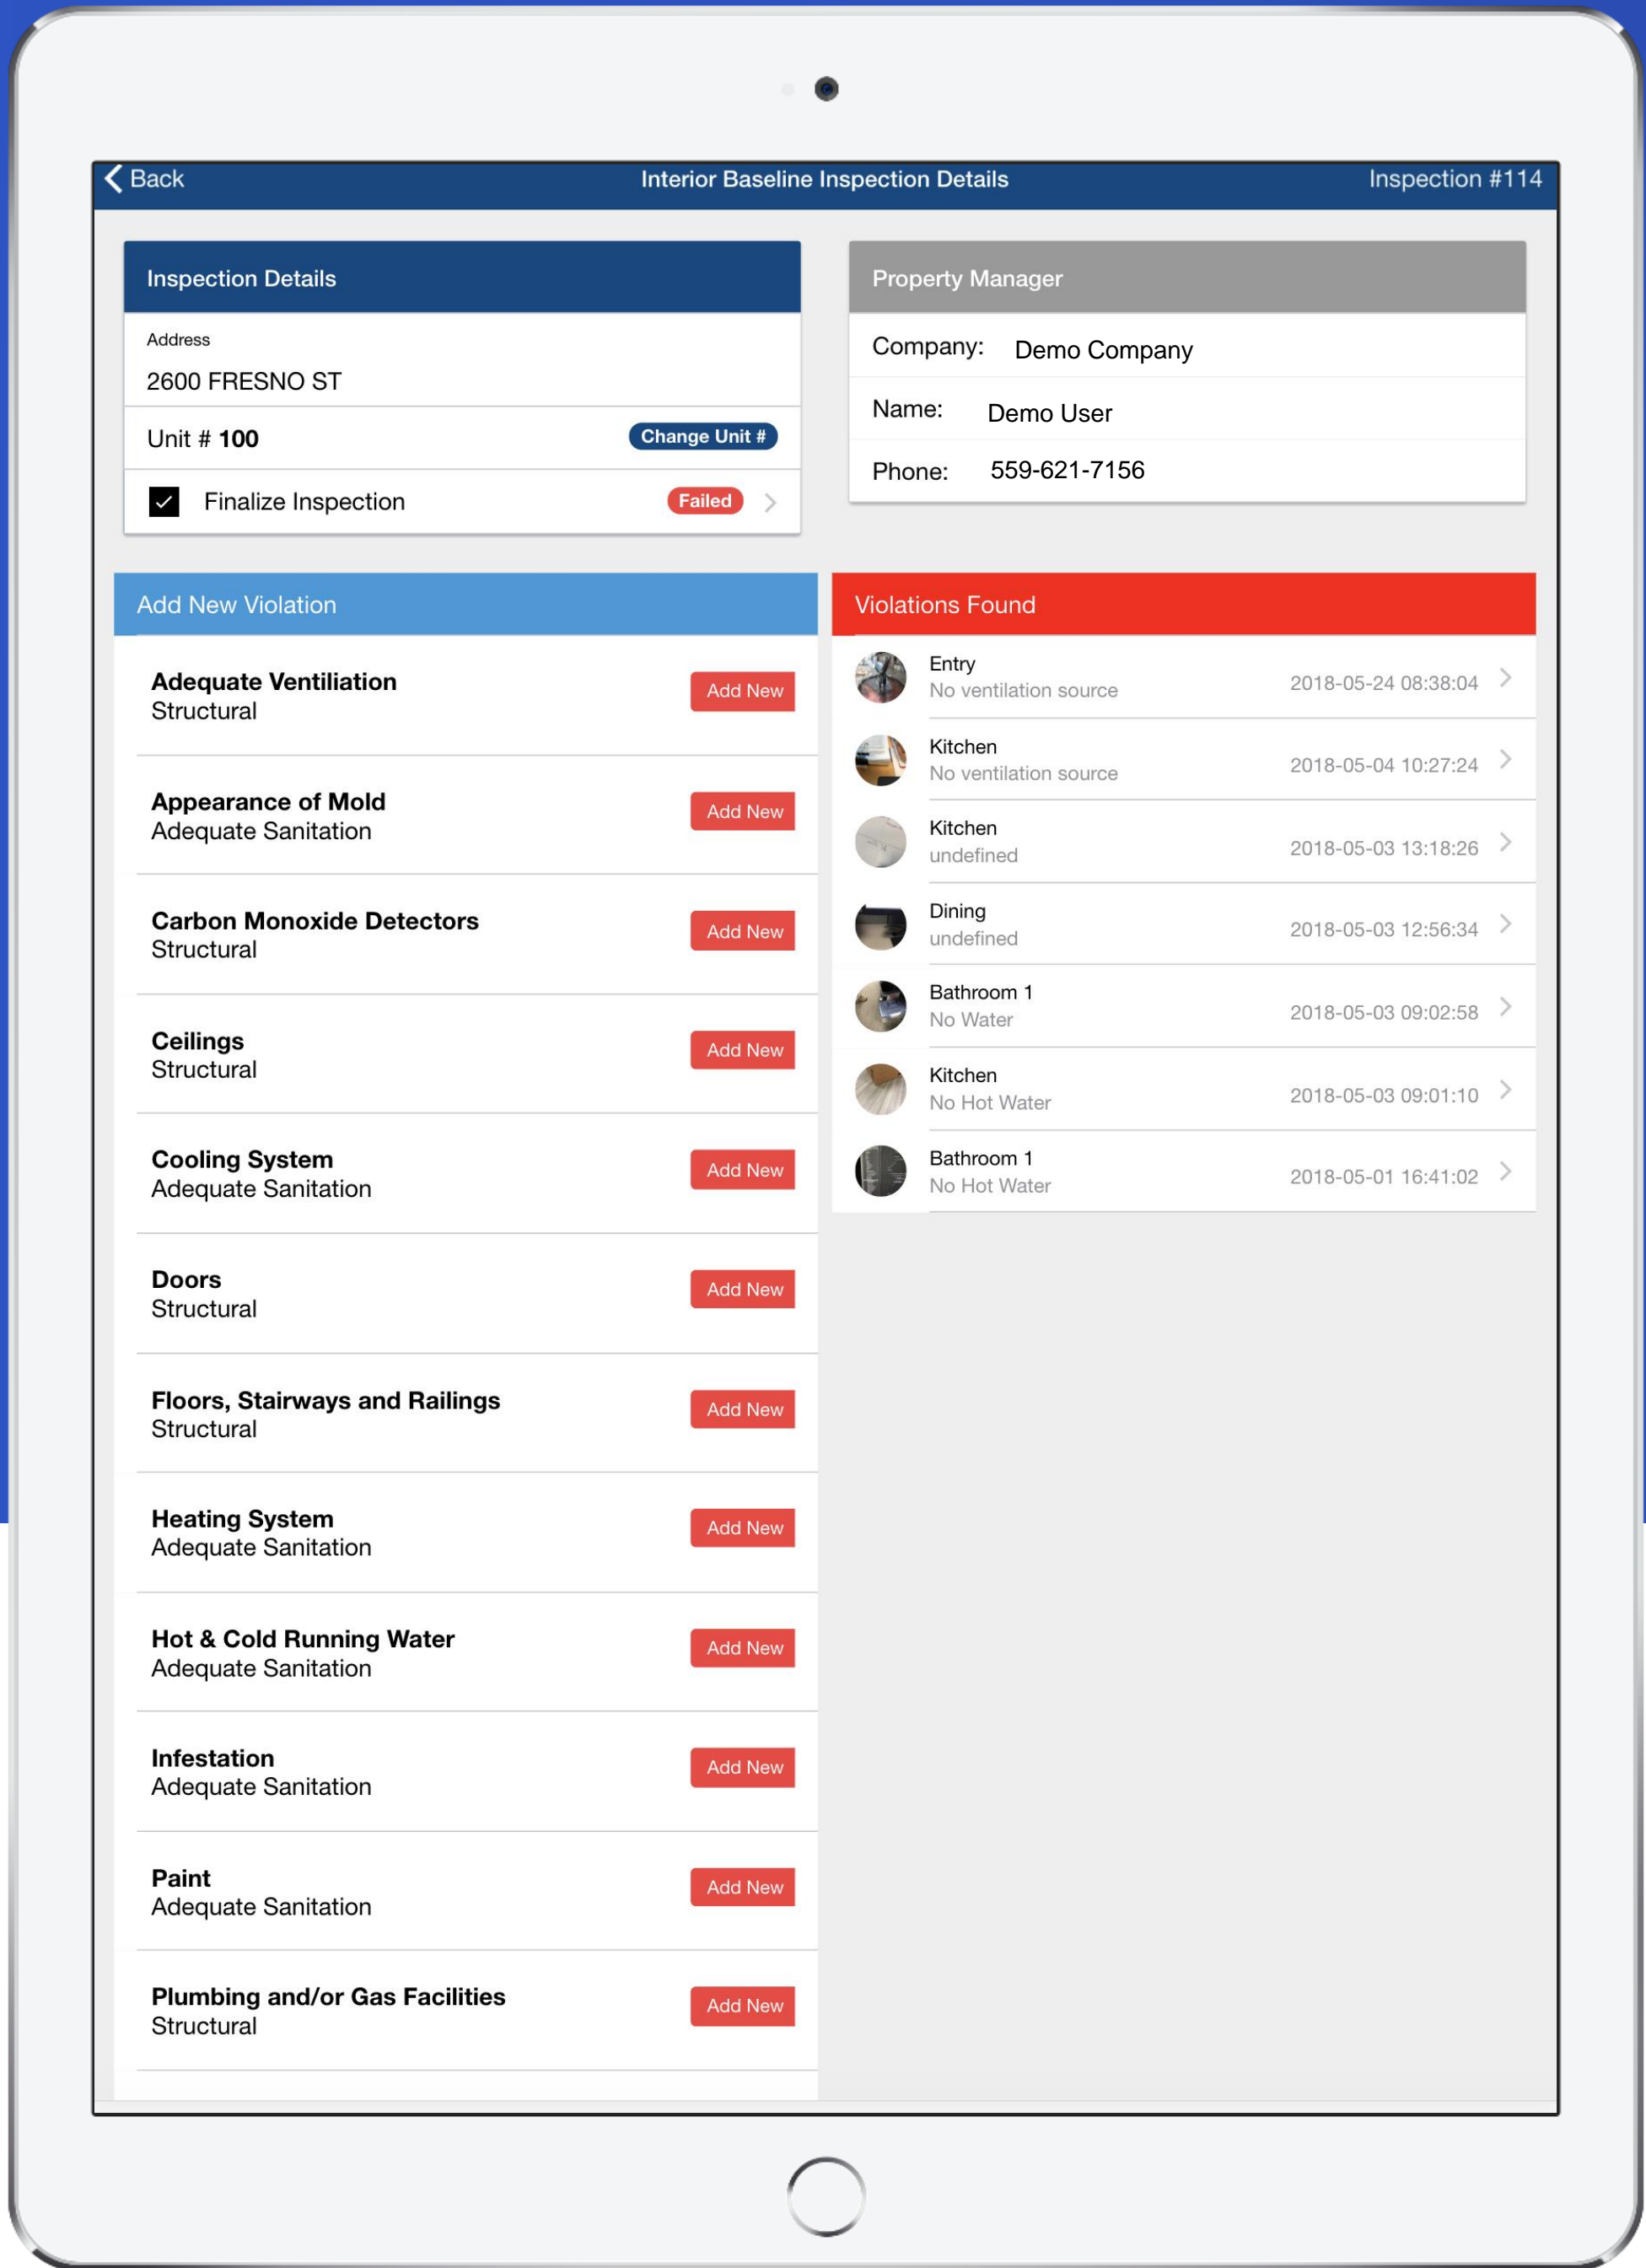 Back
Interior Baseline Inspection Details
Inspection #114
Inspection Details
Address
2600 FRESNO ST
Unit # 100
Change Unit #
Finalize Inspection
Failed
Property Manager
Company: Demo Company
Name: Demo User
Phone: 559-621-7156
Add New Violation
Adequate Ventiliation
Structural
Add New
Appearance of Mold
Adequate Sanitation
Add New
Carbon Monoxide Detectors
Structural
Add New
Ceilings
Structural
Add New
Cooling System
Adequate Sanitation
Add New
Doors
Structural
Add New
Floors, Stairways and Railings
Structural
Add New
Heating System
Adequate Sanitation
Add New
Hot & Cold Running Water
Adequate Sanitation
Add New
Infestation
Adequate Sanitation
Add New
Paint
Adequate Sanitation
Add New
Plumbing and/or Gas Facilities
Structural
Add New
Violations Found
Entry
No ventilation source
2018-05-24 08:38:04
Kitchen
No ventilation source
2018-05-04 10:27:24
Kitchen
undefined
2018-05-03 13:18:26
Dining
undefined
2018-05-03 12:56:34
Bathroom 1
No Water
2018-05-03 09:02:58
Kitchen
No Hot Water
2018-05-03 09:01:10
Bathroom 1
No Hot Water
2018-05-01 16:41:02